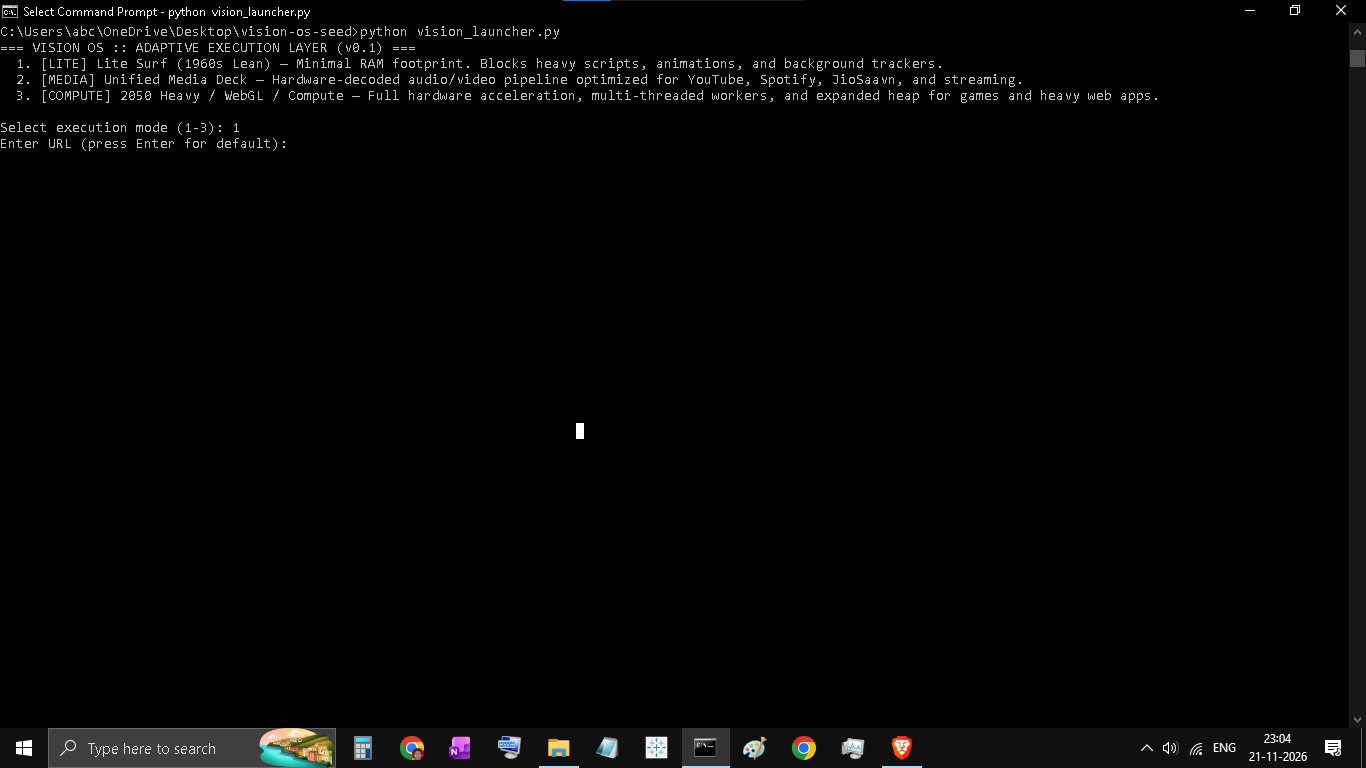 Select Command Prompt - python  vision_launcher.py
C:\Users\abc\OneDrive\Desktop\vision-os-seed>python vision_launcher.py
=== VISION OS :: ADAPTIVE EXECUTION LAYER (v0.1) ===
  1. [LITE] Lite Surf (1960s Lean) — Minimal RAM footprint. Blocks heavy scripts, animations, and background trackers.
  2. [MEDIA] Unified Media Deck — Hardware-decoded audio/video pipeline optimized for YouTube, Spotify, JioSaavn, and streaming.
  3. [COMPUTE] 2050 Heavy / WebGL / Compute — Full hardware acceleration, multi-threaded workers, and expanded heap for games and heavy web apps.
Select execution mode (1-3): 1
Enter URL (press Enter for default):
Type here to search
ENG
23:04
21-11-2026